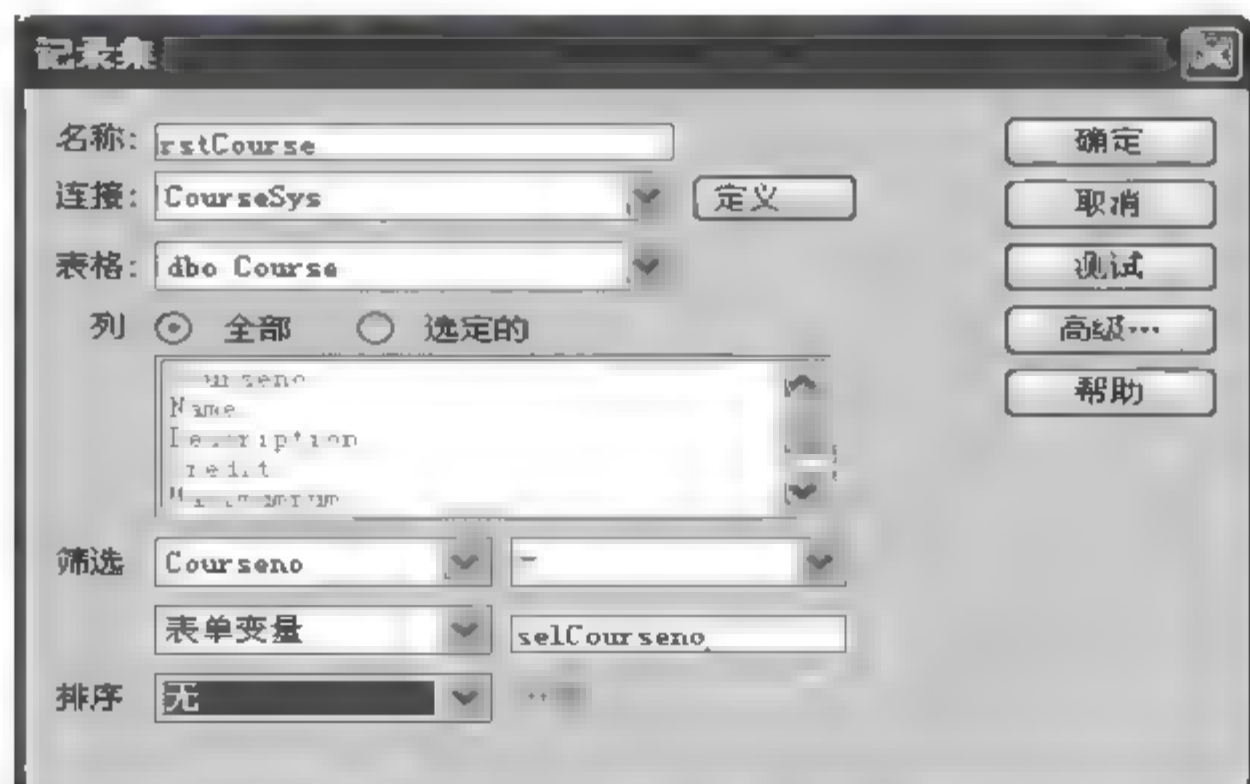 记录集
名称: rstCourse 确定
连接: CourseSys 定义 取消
表格: dbo Course 测试
列 全部 选定的 高级…
帮助
Name
筛选 Courseno
表单变量 selCourseno
排序 无